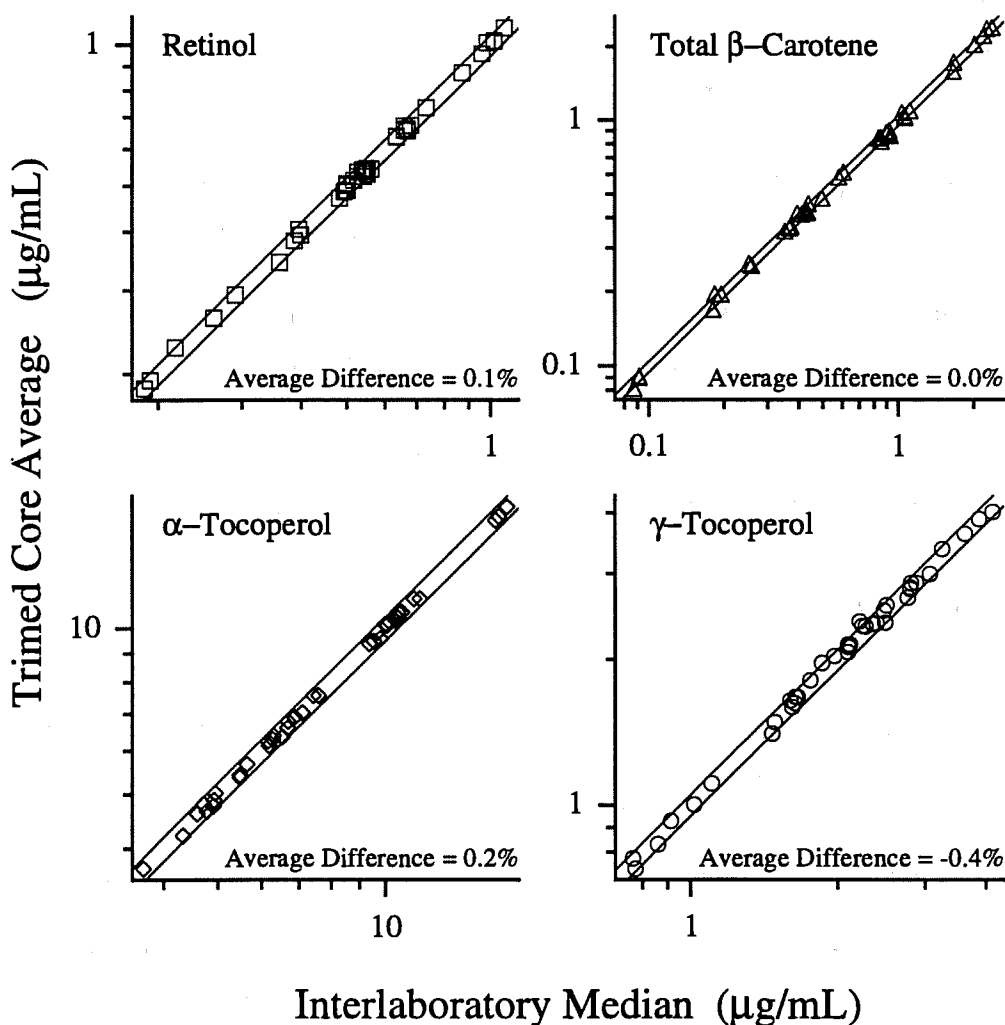 Retinol
1
Average Difference = 0.1%
1
Total β–Carotene
1
0.1
Average Difference = 0.0%
0.1
1
α–Tocoperol
10
Average Difference = 0.2%
10
γ–Tocoperol
1
Average Difference = -0.4%
1
Trimed Core Average (μg/mL)
Interlaboratory Median (μg/mL)